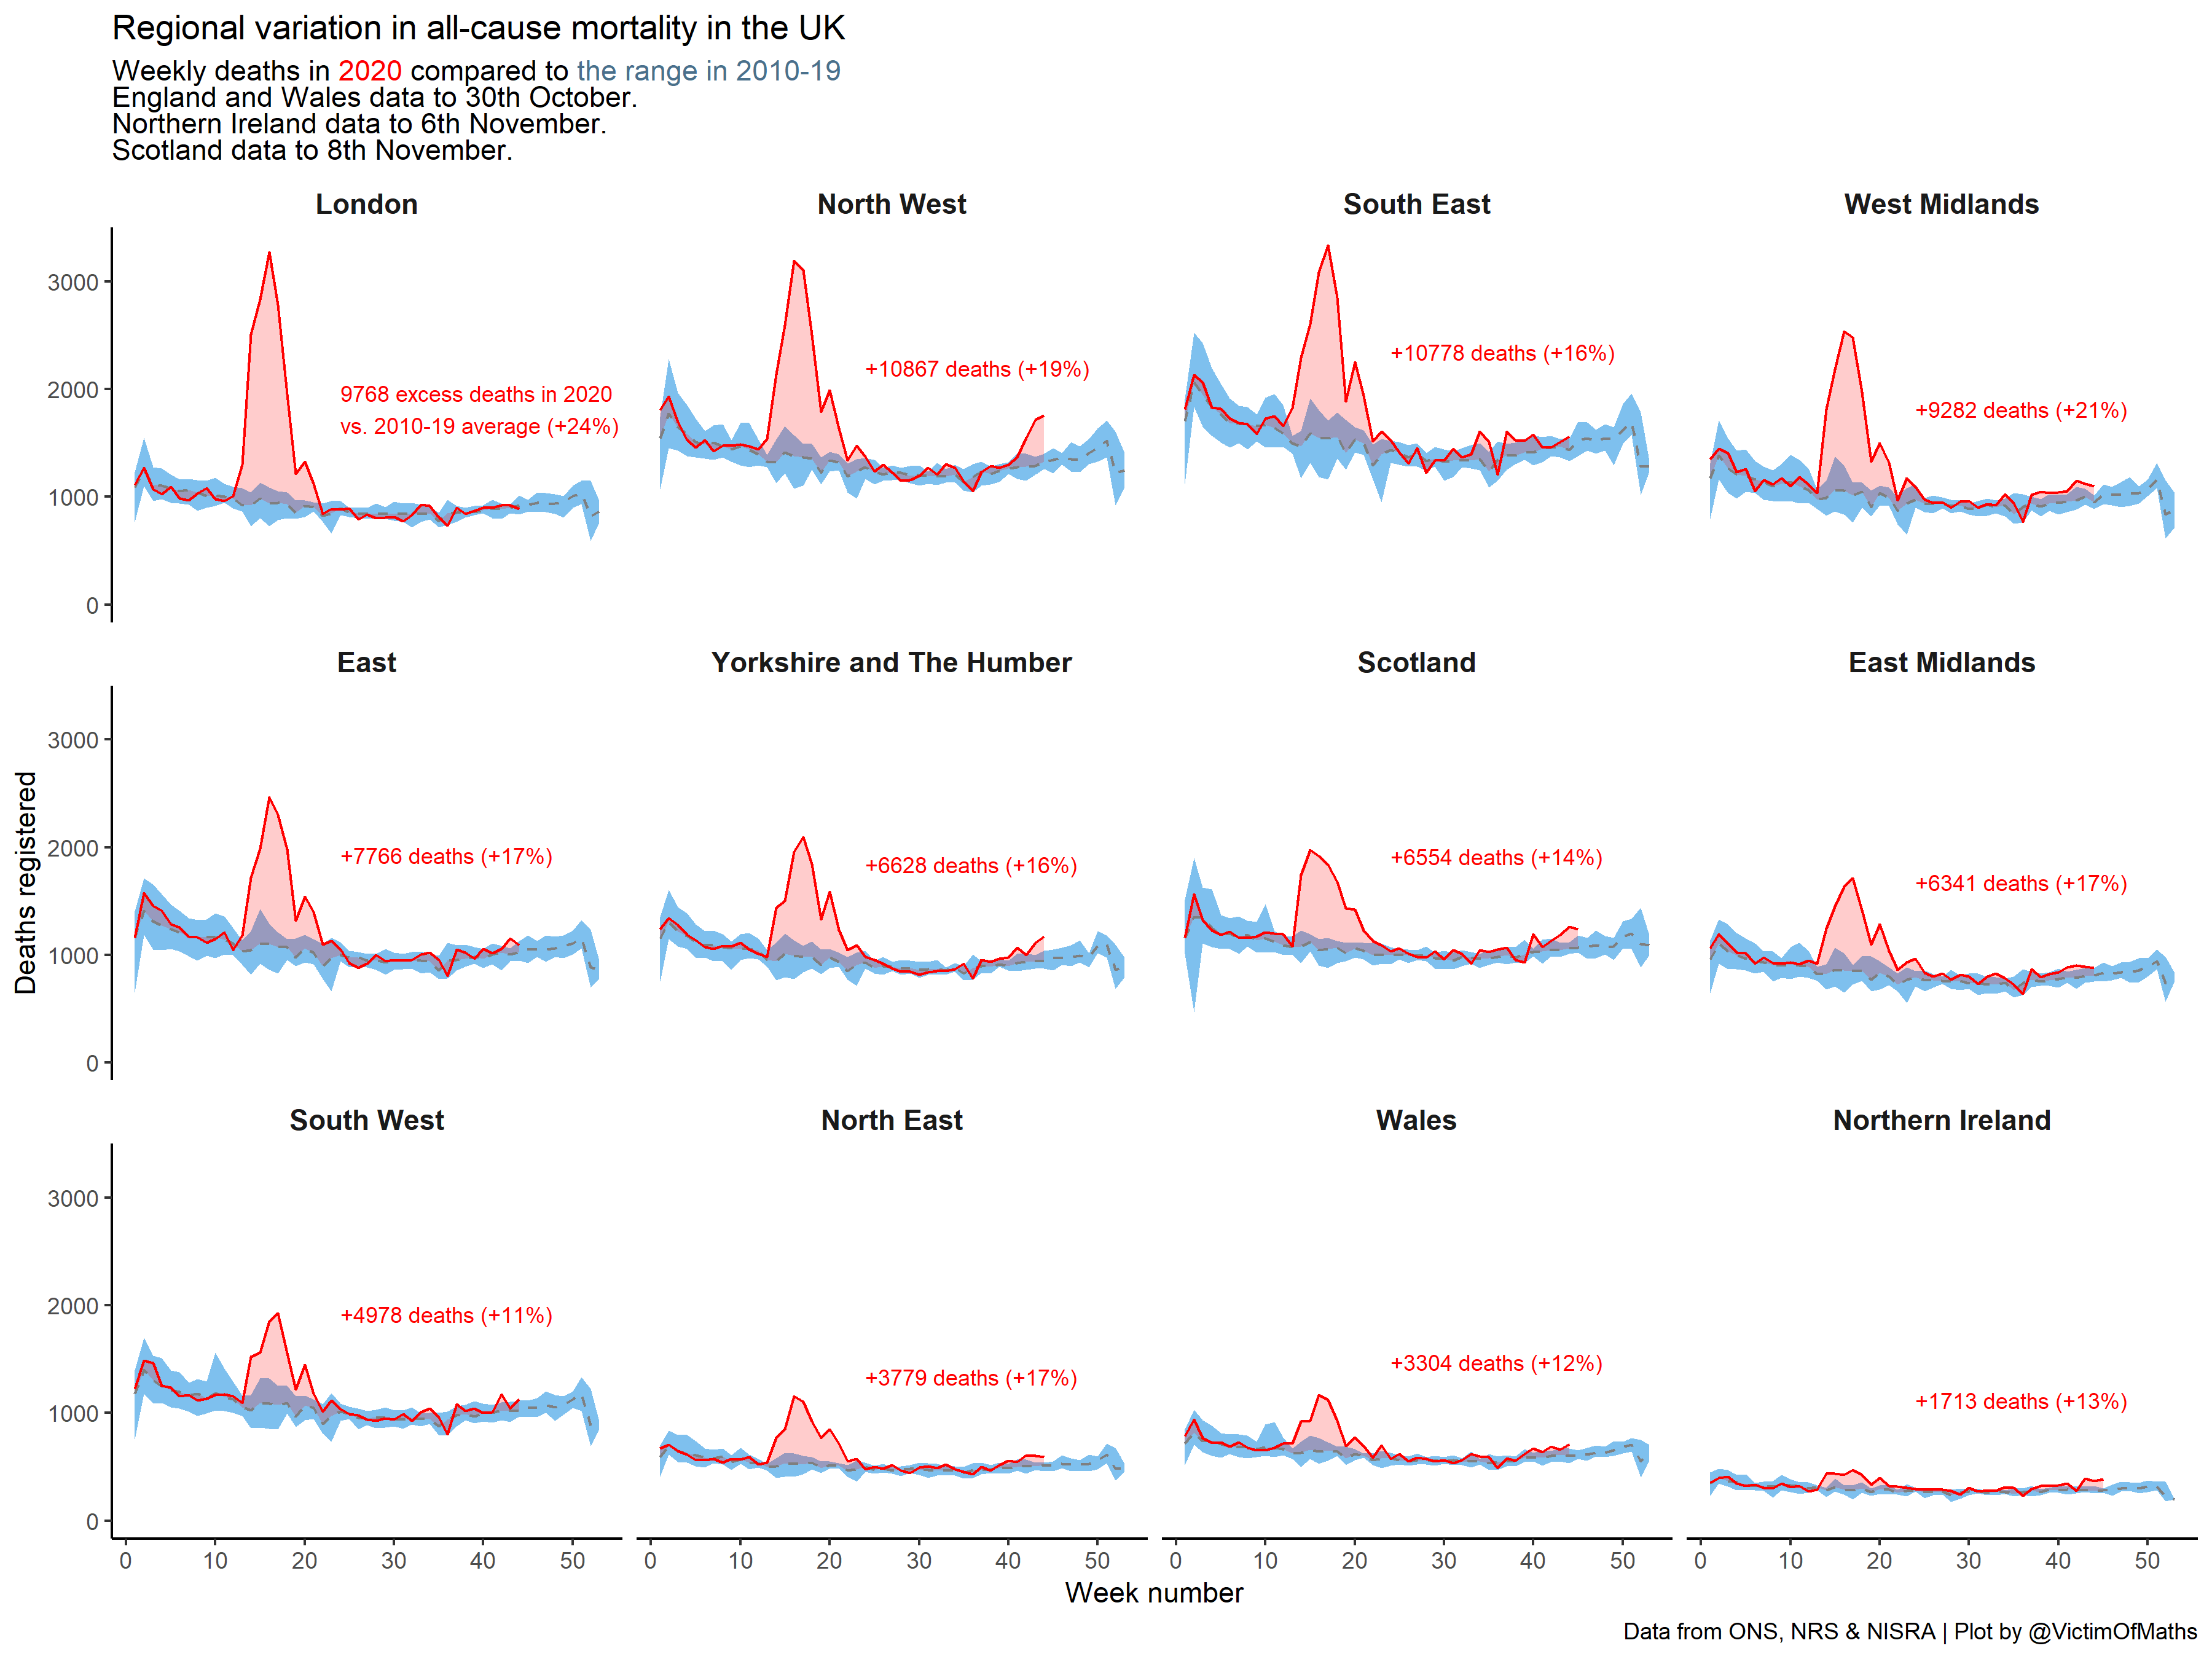 Regional variation in all-cause mortality in the UK
Weekly deaths in 2020 compared to the range in 2010-19
England and Wales data to 30th October.
Northern Ireland data to 6th November.
Scotland data to 8th November.
London
North West
South East
West Midlands
3000
2000
1000
0
9768 excess deaths in 2020
vs. 2010-19 average (+24%)
+10867 deaths (+19%)
+10778 deaths (+16%)
+9282 deaths (+21%)
East
Yorkshire and The Humber
Scotland
East Midlands
Deaths registered
3000
2000
1000
0
+7766 deaths (+17%)
+6628 deaths (+16%)
+6554 deaths (+14%)
+6341 deaths (+17%)
South West
North East
Wales
Northern Ireland
3000
2000
1000
0
+4978 deaths (+11%)
+3779 deaths (+17%)
+3304 deaths (+12%)
+1713 deaths (+13%)
0 10 20 30 40 50
0 10 20 30 40 50
0 10 20 30 40 50
0 10 20 30 40 50
Week number
Data from ONS, NRS & NISRA | Plot by @VictimOfMaths